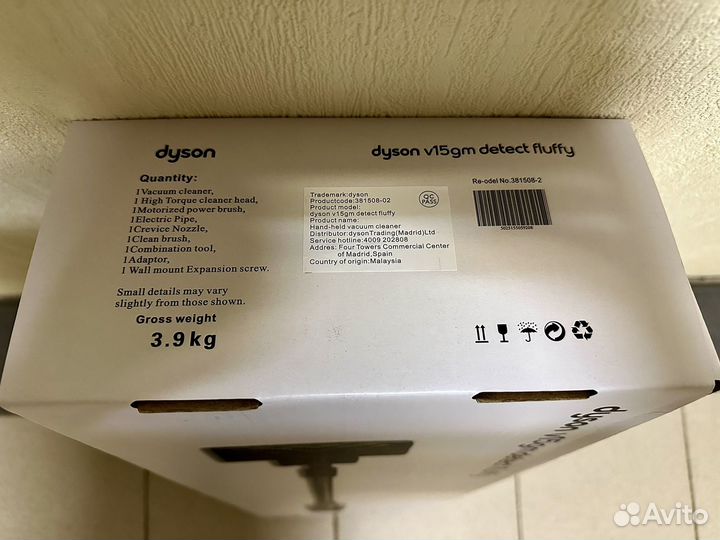 dyson
dyson v15gm detect fluffy
Quantity:
1Vacuum cleaner,
1 High Torque cleaner head,
1Motorized power brush,
1Electric Pipe,
1Crevice Nozzle,
1Clean brush,
1Combination tool,
1Adaptor,
1 Wall mount Expansion screw.
Small details may vary
slightly from those shown.
Gross weight
3.9kg
Trademark:dyson
Productcode:381508-02
Product model:
dyson v15gm detect fluffy
Product name:
Hand-held vacuum cleaner
Distributor:dysonTrading(Madrid)Ltd
Service hotline:4009 202808
Addres: Four Towers Commercial Center
of Madrid,Spain
Country of origin:Malaysia
QC
PASS
Re-odel No.381508-2
5025155059208
dyson
Avito